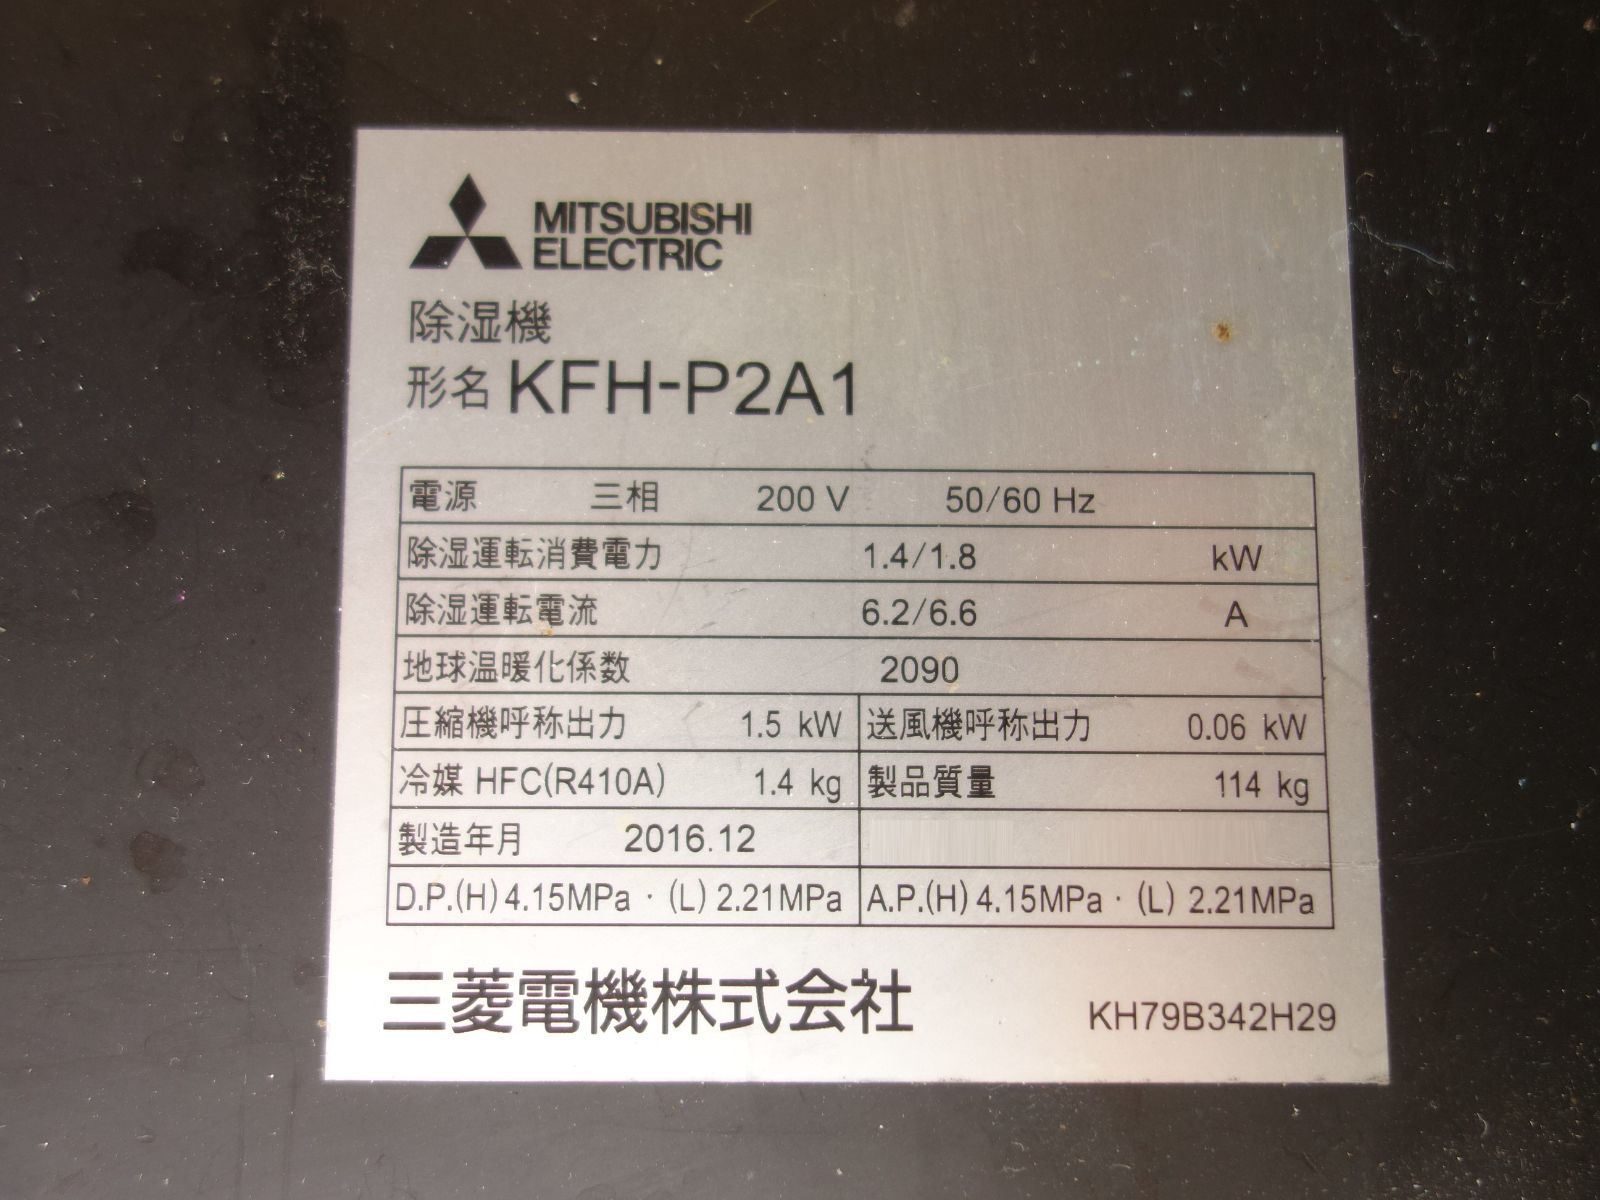 MITSUBISHI
ELECTRIC
除湿機
形名 KFH-P2A1
電源 三相 200 V 50/60 Hz
除湿運転消費電力 1.4/1.8 kW
除湿運転電流 6.2/6.6 A
地球温暖化係数 2090
圧縮機呼称出力 1.5 kW 送風機呼称出力 0.06 kW
冷媒 HFC(R410A) 1.4 kg 製品質量 114 kg
製造年月 2016.12
D.P.(H) 4.15MPa・(L) 2.21MPa A.P.(H) 4.15MPa・(L) 2.21MPa
三菱電機株式会社 KH79B342H29